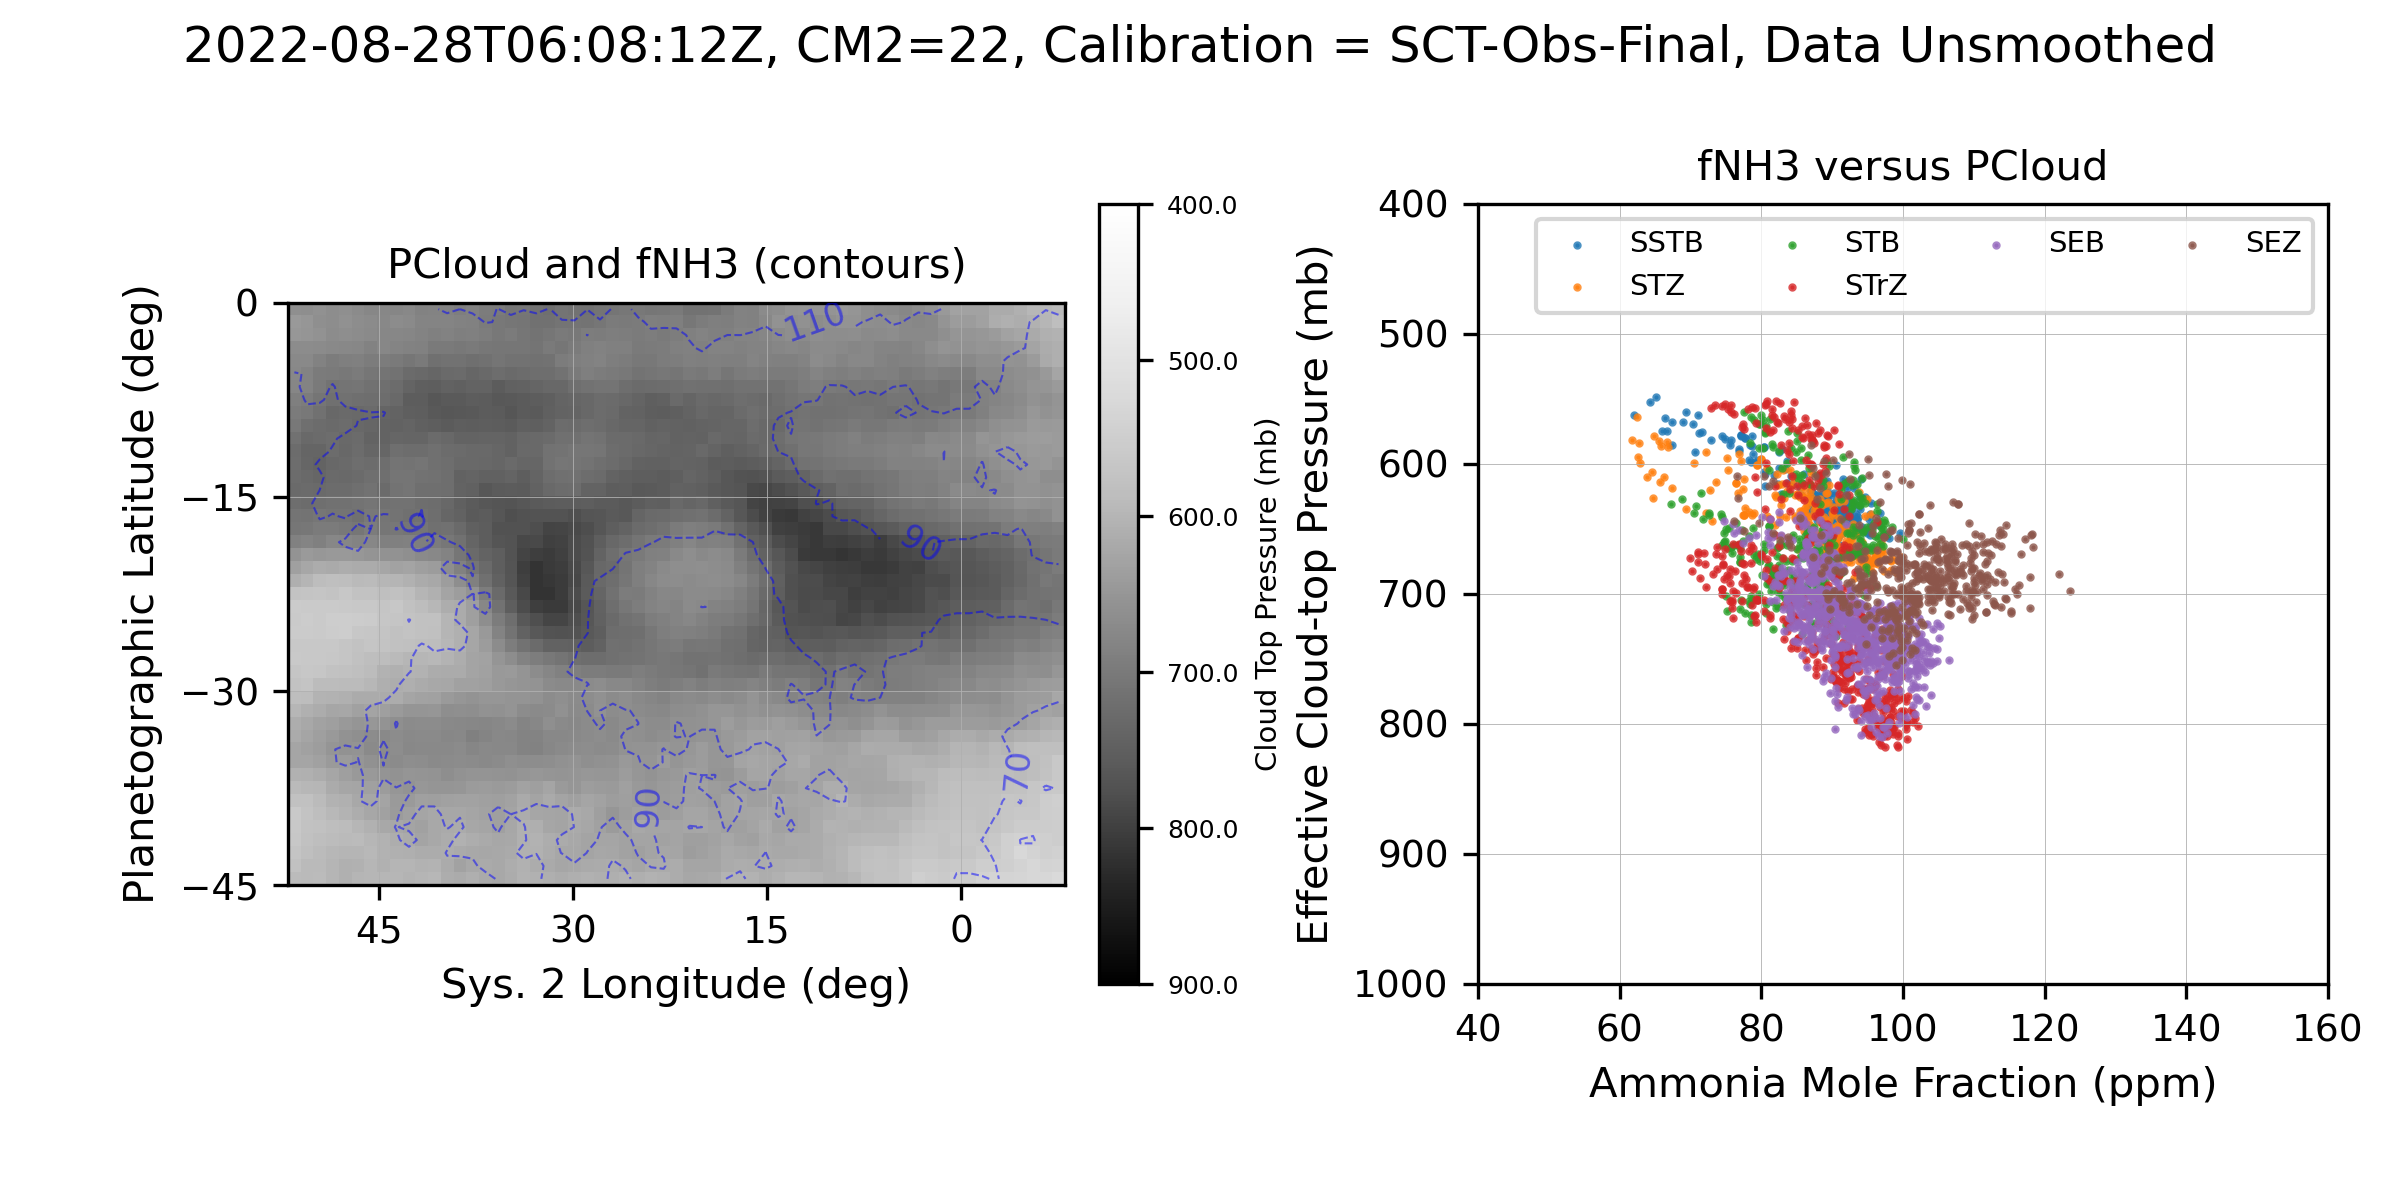 2022-08-28T06:08:12Z, CM2=22, Calibration = SCT-Obs-Final, Data Unsmoothed
PCloud and fNH3 (contours)
Planetographic Latitude (deg)
0
−15
−30
−45
45
30
15
0
Sys. 2 Longitude (deg)
110
90
90
90
70
400.0
500.0
600.0
700.0
800.0
900.0
Cloud Top Pressure (mb)
fNH3 versus PCloud
Effective Cloud-top Pressure (mb)
400
500
600
700
800
900
1000
SSTB
STB
SEB
SEZ
STZ
STrZ
40
60
80
100
120
140
160
Ammonia Mole Fraction (ppm)